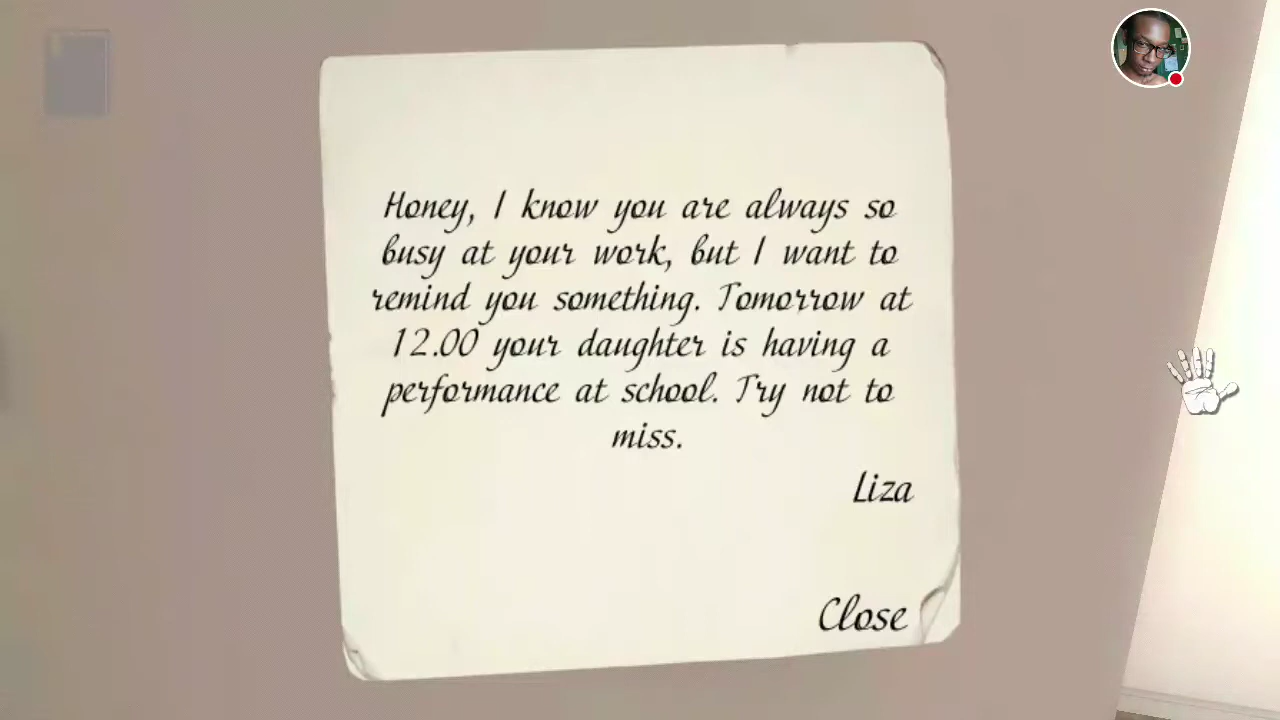 Honey, I know you are always so
busy at your work, but I want to
remind you something. Tomorrow at
12.00 your daughter is having a
performance at school. Try not to
miss.
Liza
Close